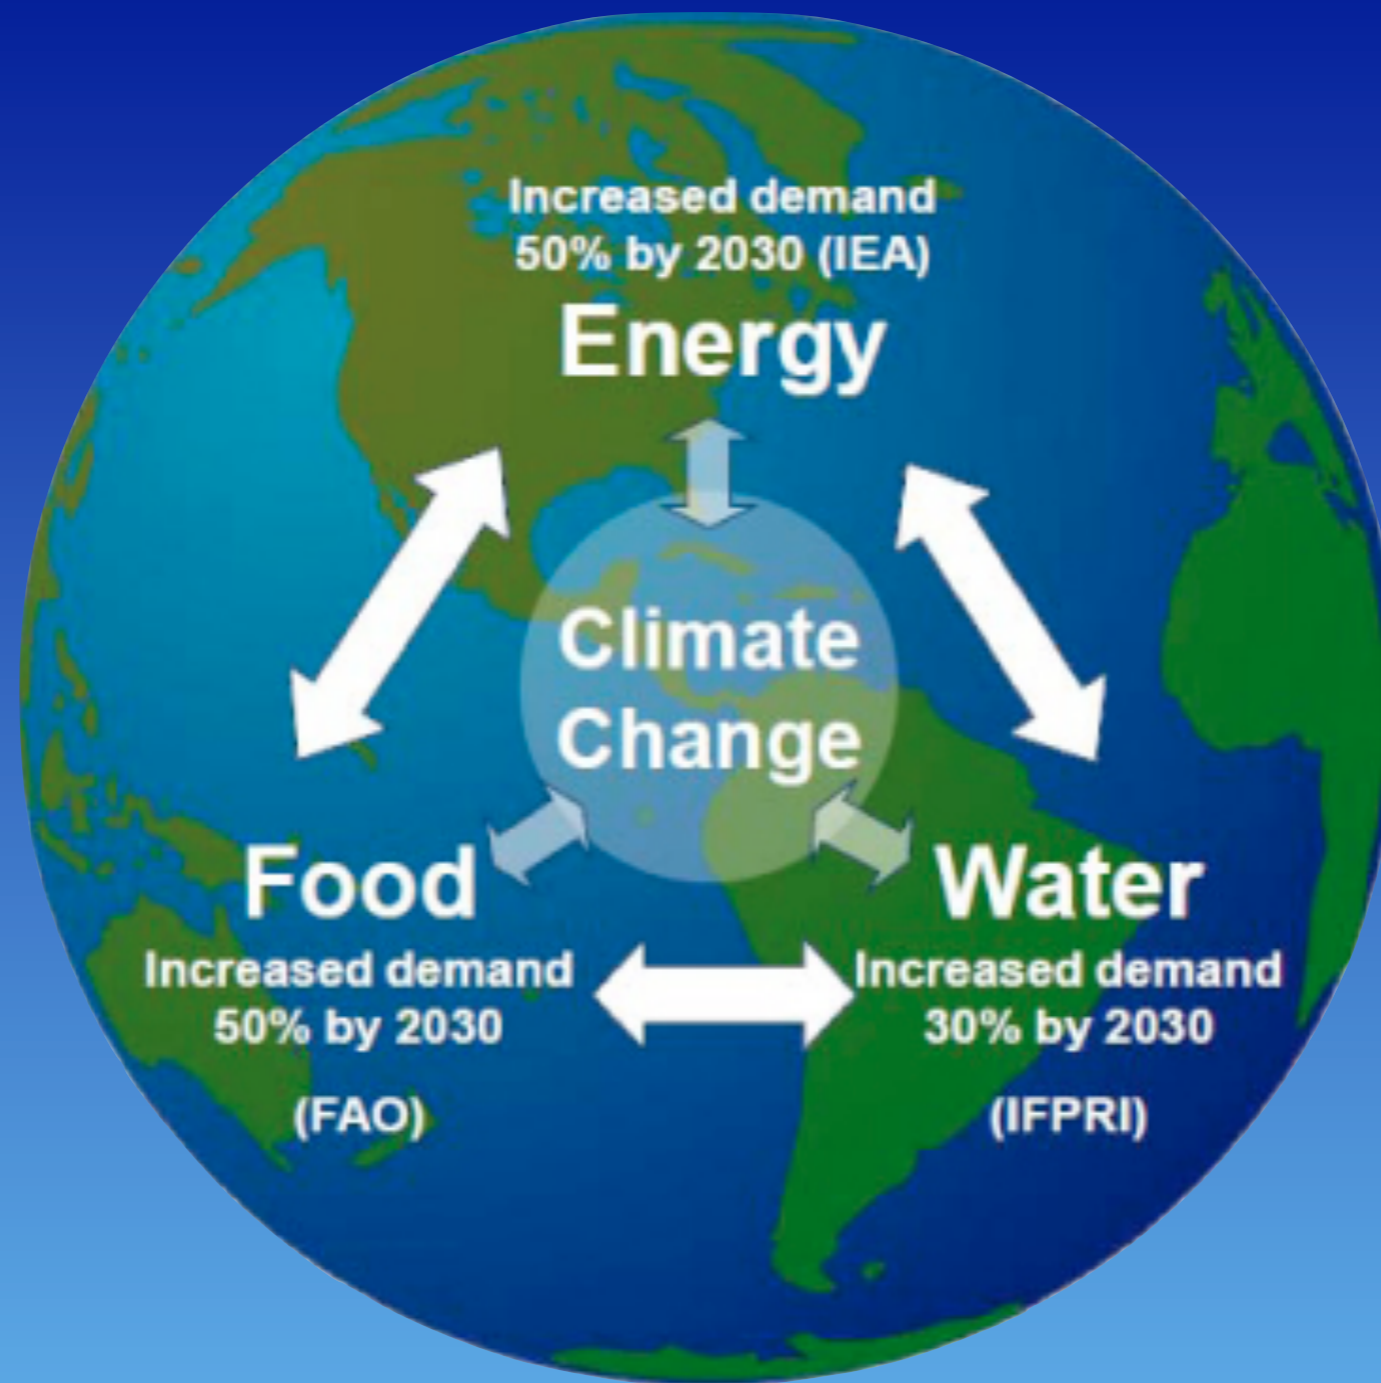 Increased demand
50% by 2030 (IEA)
Energy
Climate
Change
Food
Increased demand
50% by 2030
(FAO)
Water
Increased demand
30% by 2030
(IFPRI)